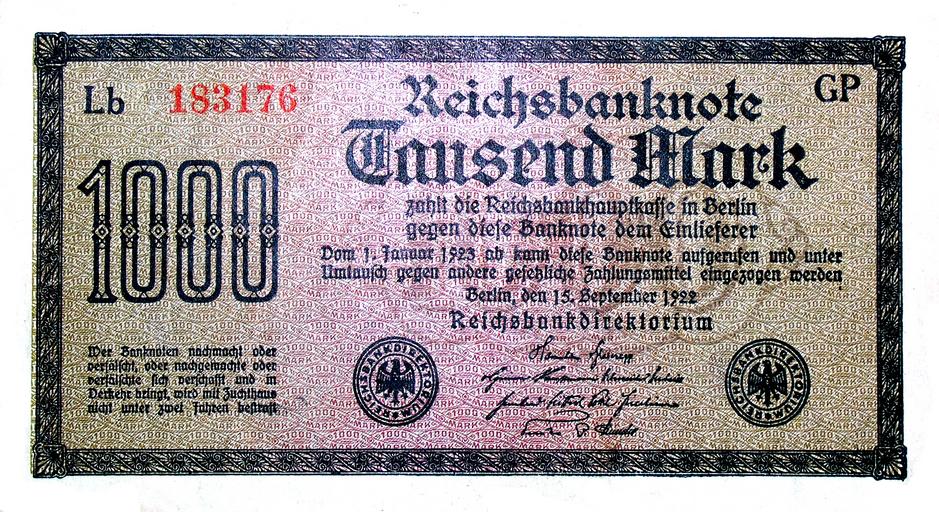 Lb 183176
GP
Reichsbanknote
Tausend Mark
1000
zahlt die Reichsbankhauptkasse in Berlin
gegen diese Banknote dem Einlieferer
Vom 1. Januar 1923 ab kann diese Banknote aufgerufen und unter
Umtausch gegen andere gesetzliche Zahlungsmittel eingezogen werden
Berlin, den 15. September 1922
Reichsbankdirektorium
Wer Banknoten nachmacht oder
verfälscht, oder nachgemachte oder
verfälschte sich verschafft und in
Verkehr bringt, wird mit Zuchthaus
nicht unter zwei Jahren bestraft
REICHSBANKDIREKTORIUM
REICHSBANKDIREKTORIUM